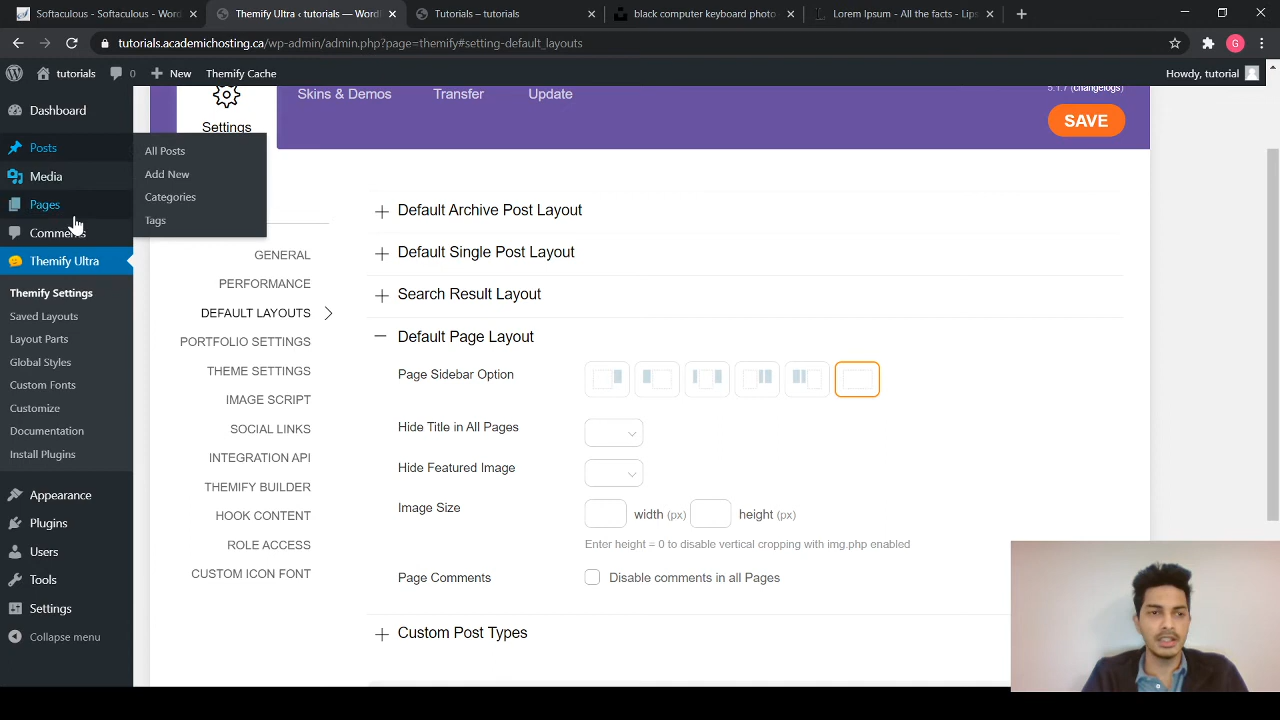 Softaculous - Softaculous - Word
Themify Ultra ‹ tutorials — Word
Tutorials – tutorials
black computer keyboard photo
Lorem Ipsum - All the facts - Lips
tutorials.academichosting.ca/wp-admin/admin.php?page=themify#setting-default_layouts
G
tutorials
0
New
Themify Cache
Howdy, tutorial
Dashboard
Posts
Media
Pages
Comments
Themify Ultra
Themify Settings
Saved Layouts
Layout Parts
Global Styles
Custom Fonts
Customize
Documentation
Install Plugins
Appearance
Plugins
Users
Tools
Settings
Collapse menu
All Posts
Add New
Categories
Tags
Settings
Skins & Demos
Transfer
Update
5.1.7 (changelogs)
SAVE
GENERAL
PERFORMANCE
DEFAULT LAYOUTS
PORTFOLIO SETTINGS
THEME SETTINGS
IMAGE SCRIPT
SOCIAL LINKS
INTEGRATION API
THEMIFY BUILDER
HOOK CONTENT
ROLE ACCESS
CUSTOM ICON FONT
Default Archive Post Layout
Default Single Post Layout
Search Result Layout
Default Page Layout
Page Sidebar Option
Hide Title in All Pages
Hide Featured Image
Image Size
width (px)
height (px)
Enter height = 0 to disable vertical cropping with img.php enabled
Page Comments
Disable comments in all Pages
Custom Post Types